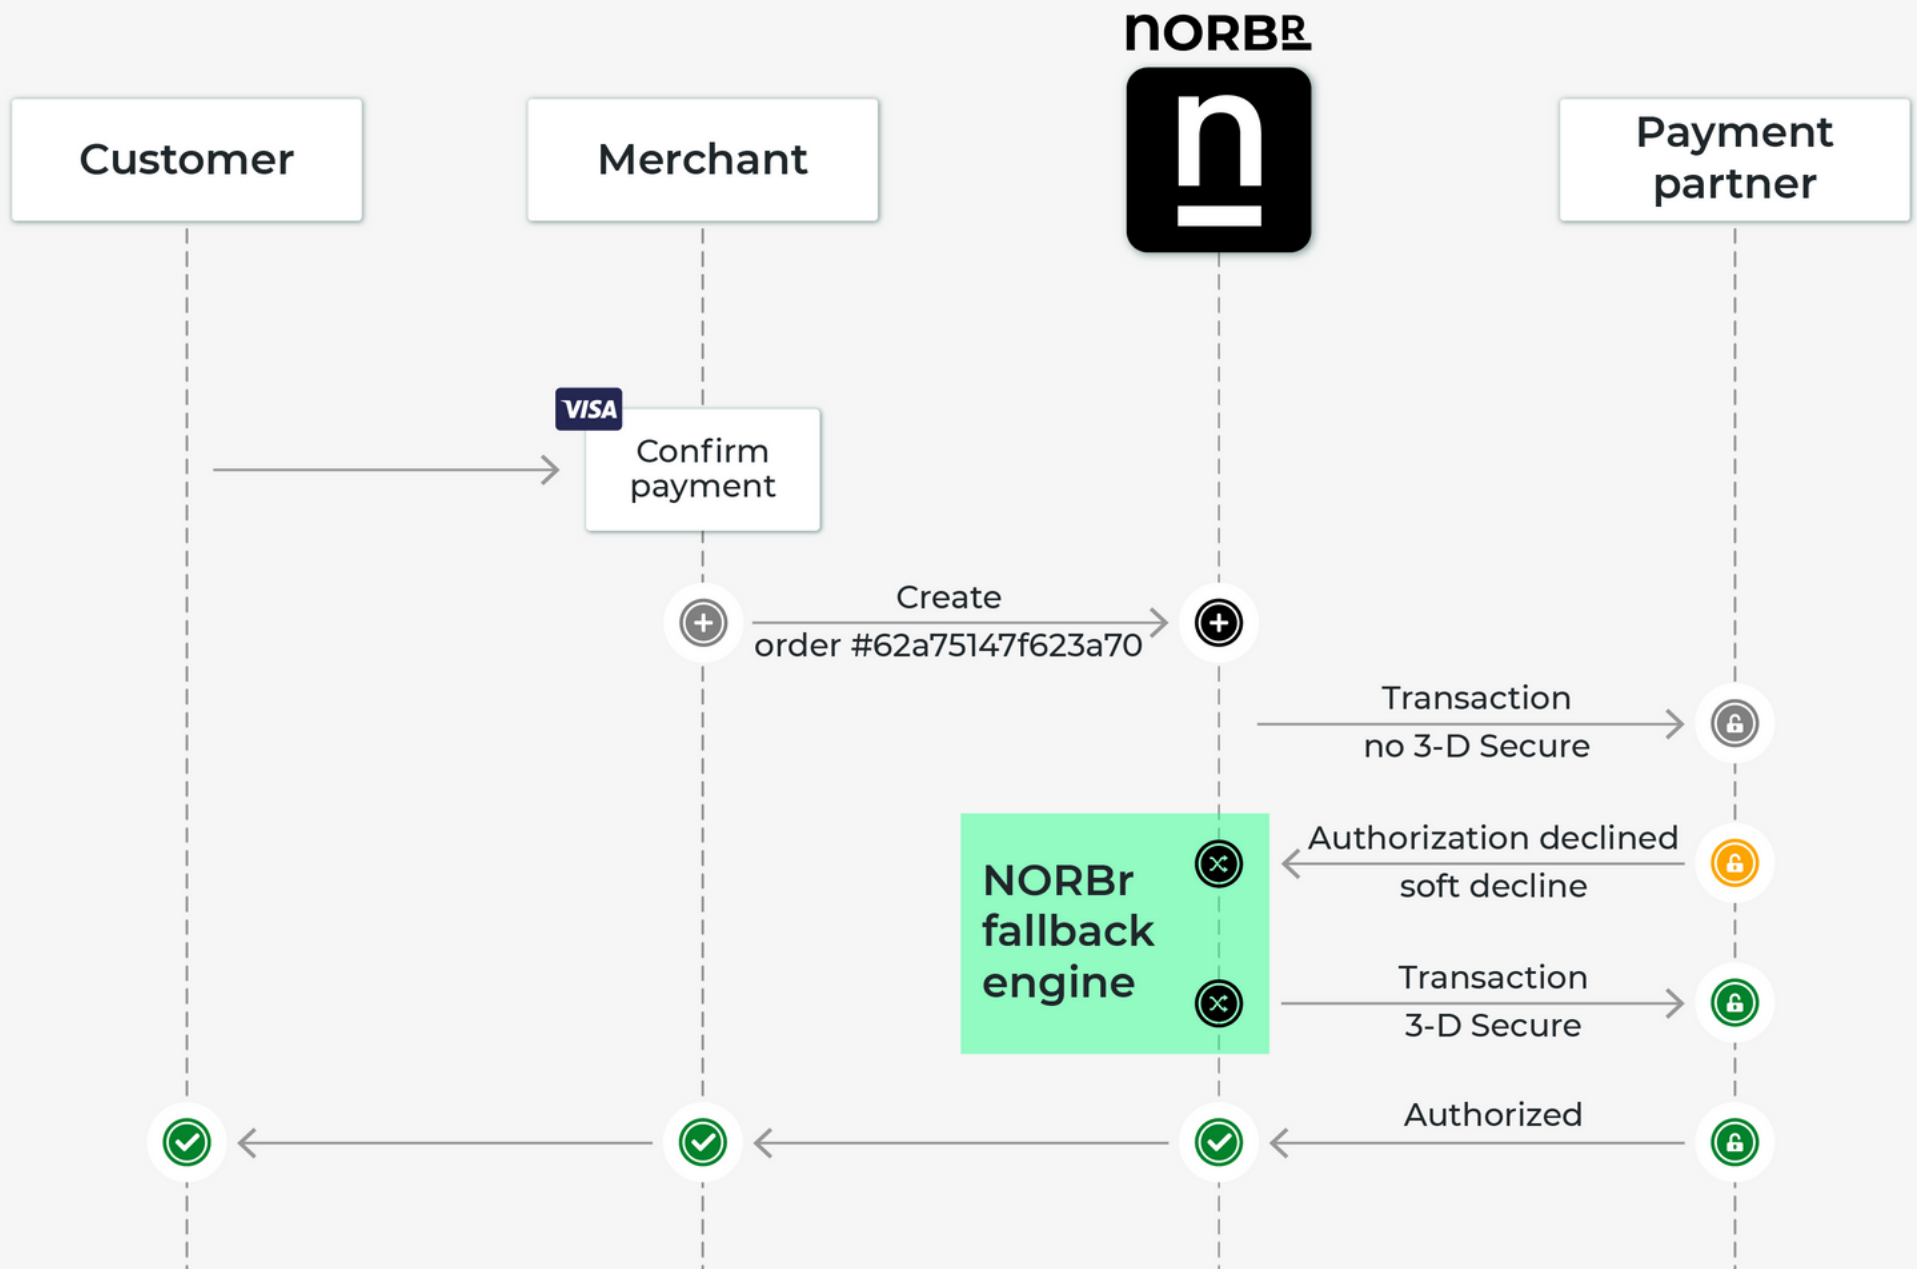 NORBR
n
Customer
Merchant
Payment
partner
VISA
Confirm
payment
Create
order #62a75147f623a70
Transaction
no 3-D Secure
Authorization declined
soft decline
NORBr
fallback
engine
Transaction
3-D Secure
Authorized